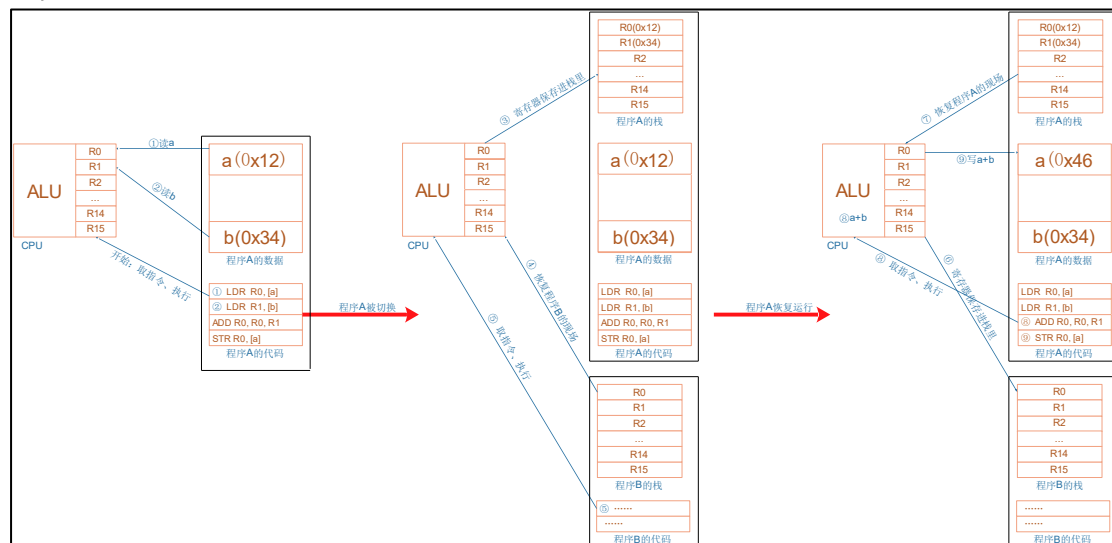 ALU
R0
R1
R2
...
R14
R15
CPU
①读a
②读b
开始：取指令、执行
a(0x12)
b(0x34)
程序A的数据
① LDR R0, [a]
② LDR R1, [b]
ADD R0, R0, R1
STR R0, [a]
程序A的代码
程序A被切换
ALU
R0
R1
R2
...
R14
R15
CPU
③ 寄存器保存进栈里
④ 恢复程序B的现场
⑤ 取指令、执行
R0(0x12)
R1(0x34)
R2
...
R14
R15
程序A的栈
a(0x12)
b(0x34)
程序A的数据
LDR R0, [a]
LDR R1, [b]
ADD R0, R0, R1
STR R0, [a]
程序A的代码
R0
R1
R2
...
R14
R15
程序B的栈
⑤ ......
......
程序B的代码
程序A恢复运行
ALU
⑧a+b
R0
R1
R2
...
R14
R15
CPU
⑦ 恢复程序A的现场
⑨写a+b
⑧ 取指令、执行
⑥ 寄存器保存进栈里
R0(0x12)
R1(0x34)
R2
...
R14
R15
程序A的栈
a(0x46
b(0x34)
程序A的数据
LDR R0, [a]
LDR R1, [b]
⑧ ADD R0, R0, R1
⑨ STR R0, [a]
程序A的代码
R0
R1
R2
...
R14
R15
程序B的栈
......
......
程序B的代码